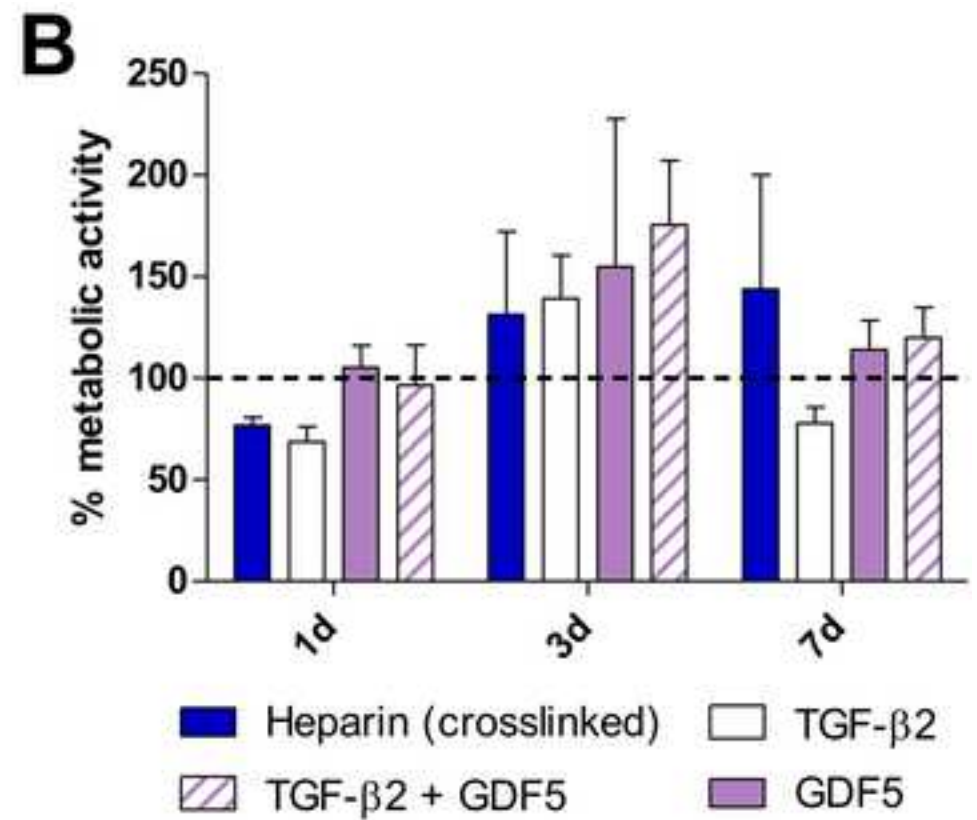 B
% metabolic activity
250
200
150
100
50
0
1d 3d 7d
Heparin (crosslinked) TGF-β2
TGF-β2 + GDF5 GDF5